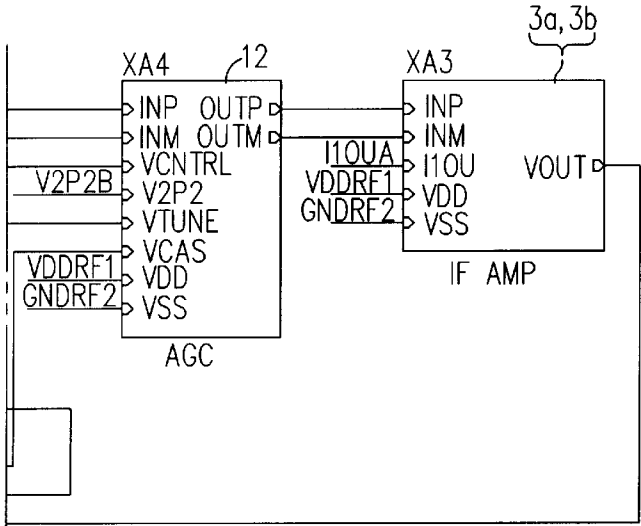 3a, 3b
XA4
12
XA3
INP OUTP
INM OUTM
VCNTRL
V2P2B V2P2
VTUNE
VCAS
VDDRF1 VDD
GNDRF2 VSS
AGC
INP
INM
I10UA I10U
VOUT
VDDRF1 VDD
GNDRF2 VSS
IF AMP